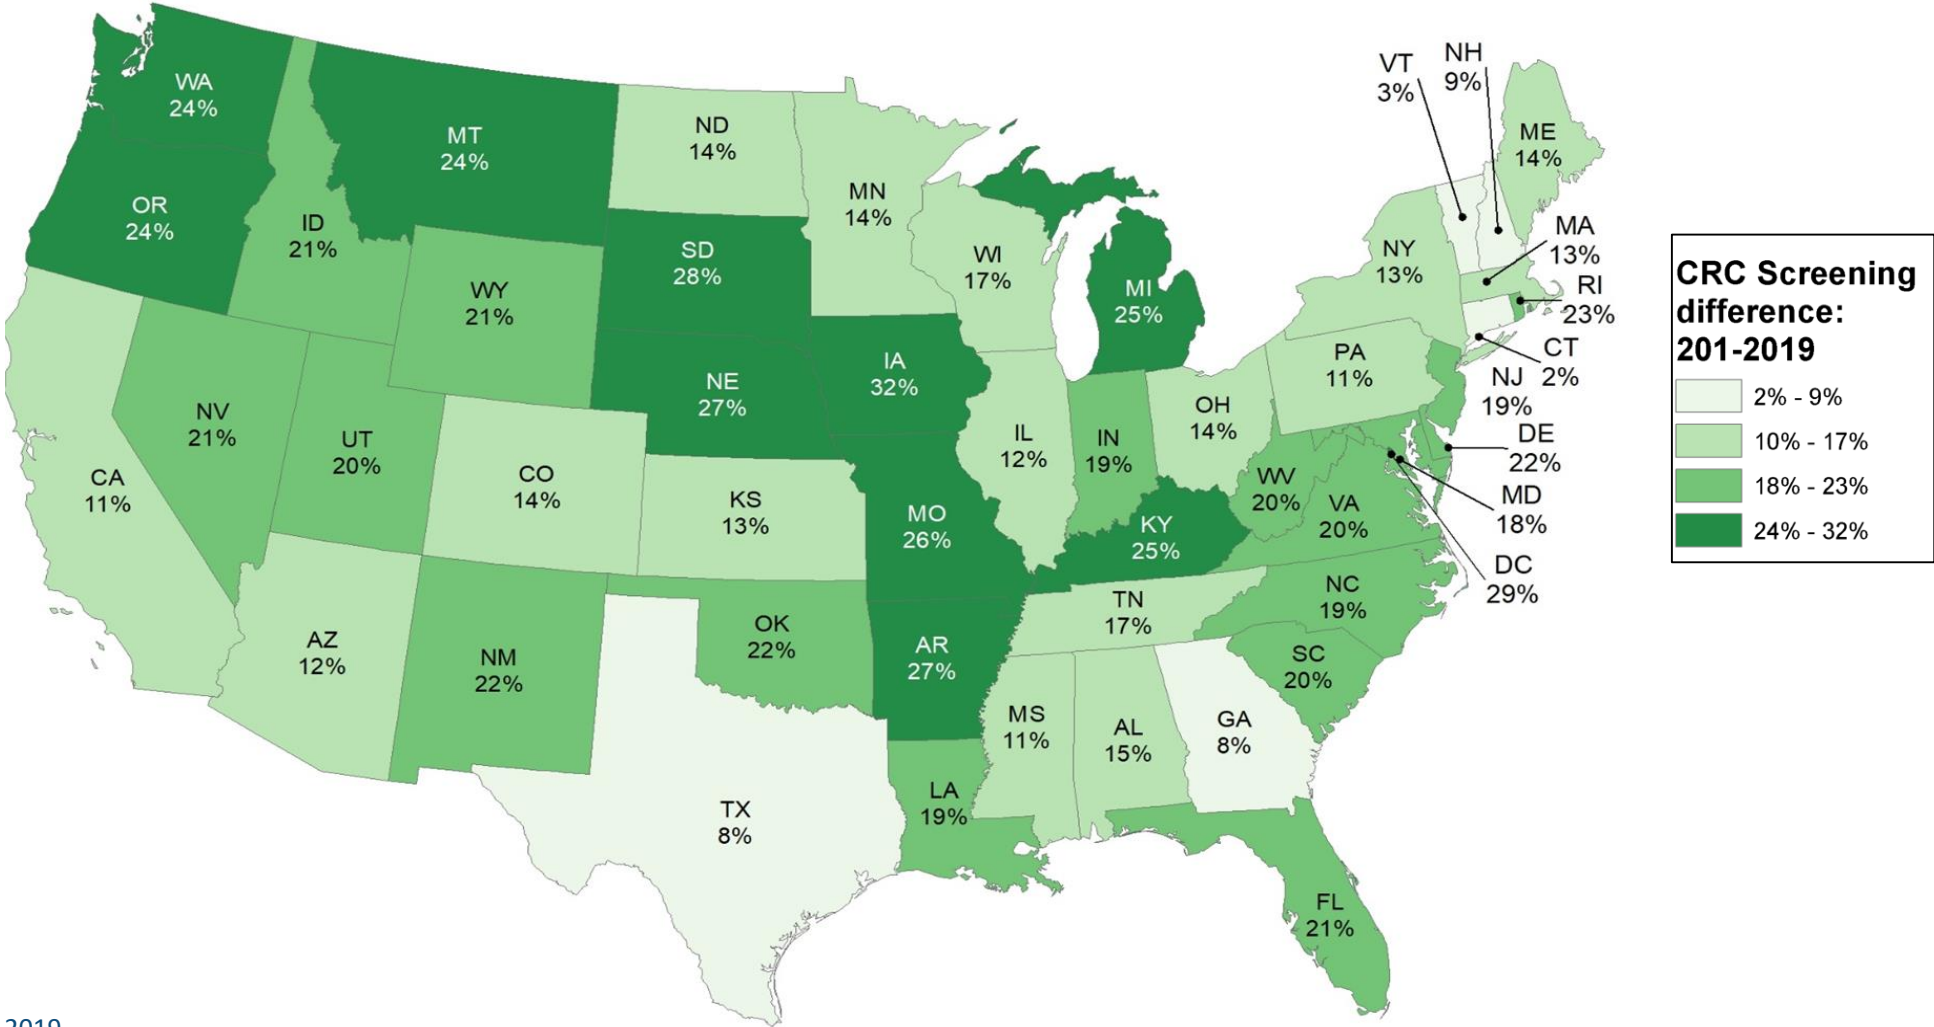 WA
24%
OR
24%
MT
24%
ID
21%
WY
21%
NV
21%
UT
20%
CA
11%
AZ
12%
NM
22%
CO
14%
ND
14%
SD
28%
NE
27%
KS
13%
OK
22%
TX
8%
MN
14%
IA
32%
MO
26%
AR
27%
LA
19%
WI
17%
IL
12%
MI
25%
IN
19%
OH
14%
KY
25%
TN
17%
MS
11%
AL
15%
GA
8%
FL
21%
SC
20%
NC
19%
VA
20%
WV
20%
PA
11%
NY
13%
VT
3%
NH
9%
ME
14%
MA
13%
RI
23%
CT
2%
NJ
19%
DE
22%
MD
18%
DC
29%
CRC Screening
difference:
201-2019
2% - 9%
10% - 17%
18% - 23%
24% - 32%
2019